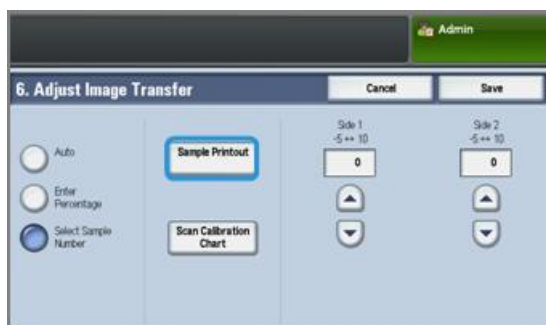 Admin
6. Adjust Image Transfer
Cancel
Save
Auto
Enter
Percentage
Select Sample
Number
Sample Printout
Scan Calibration
Chart
Side 1
-5 ↔ 10
0
Side 2
-5 ↔ 10
0